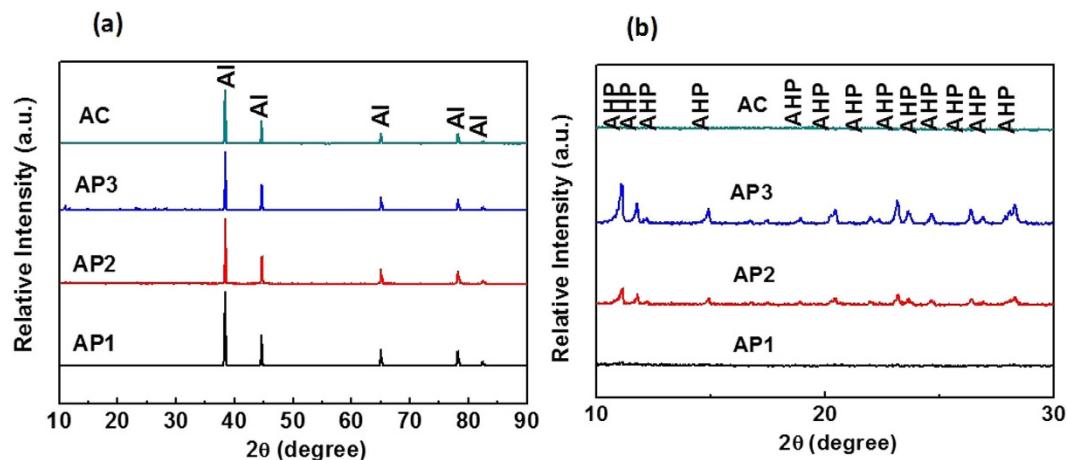 (a)
Al
Al
Al
Al
Al
AC
AP3
AP2
AP1
Relative Intensity (a.u.)
10 20 30 40 50 60 70 80 90
2θ (degree)
(b)
AHP AHP AHP AHP AC AHP AHP AHP AHP AHP AHP AHP AHP AHP
AP3
AP2
AP1
Relative Intensity (a.u.)
10 20 30
2θ (degree)